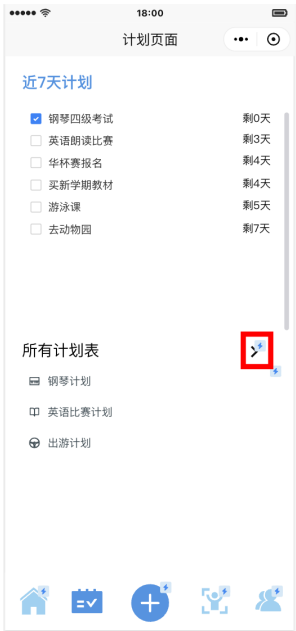 18:00
计划页面
近7天计划
钢琴四级考试 剩0天
英语朗读比赛 剩3天
华杯赛报名 剩4天
买新学期教材 剩4天
游泳课 剩5天
去动物园 剩7天
所有计划表
钢琴计划
英语比赛计划
出游计划